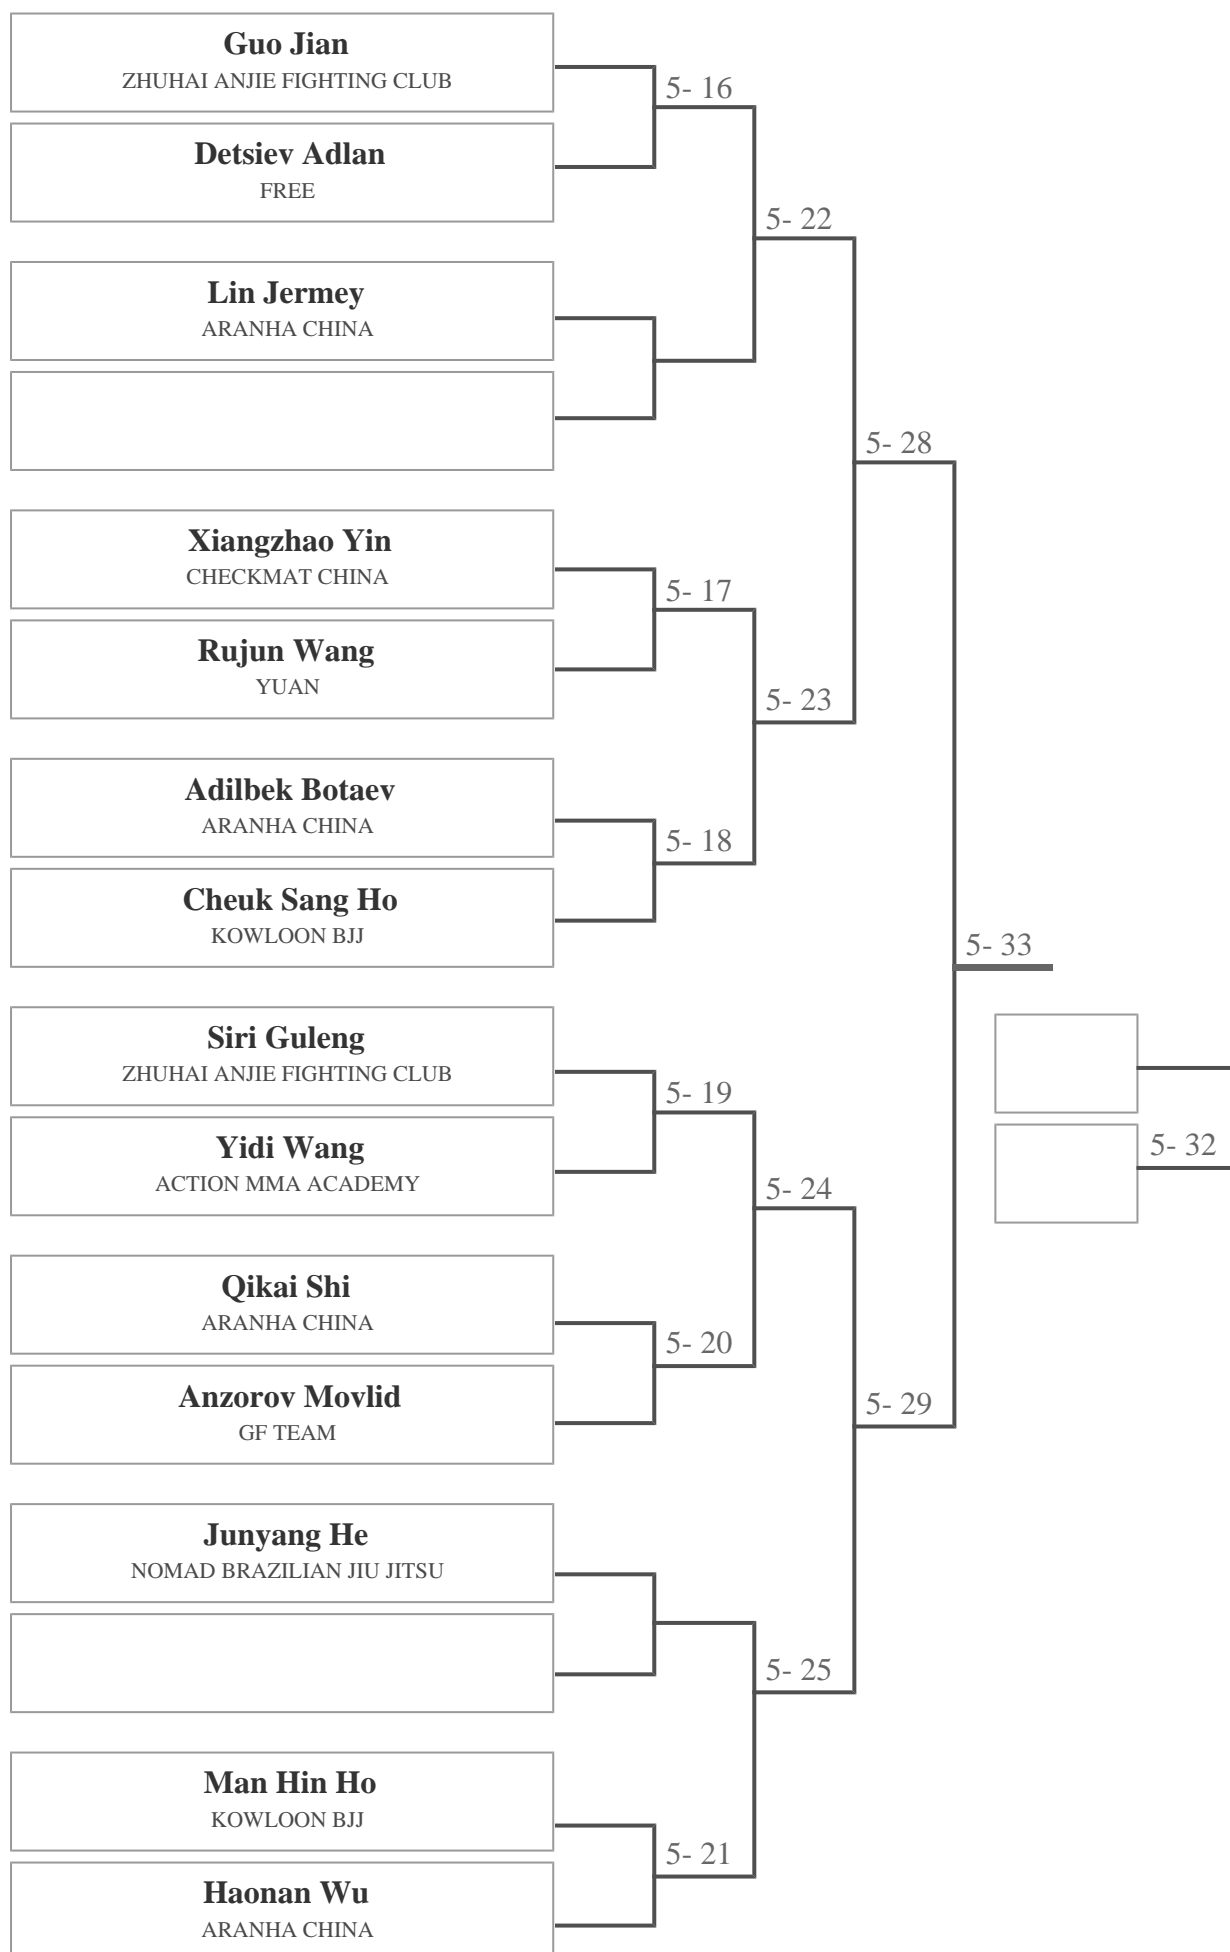 Guo Jian
ZHUHAI ANJIE FIGHTING CLUB
5- 16
Detsiev Adlan
FREE
5- 22
Lin Jermey
ARANHA CHINA
5- 28
Xiangzhao Yin
CHECKMAT CHINA
5- 17
Rujun Wang
YUAN
5- 23
Adilbek Botaev
ARANHA CHINA
5- 18
Cheuk Sang Ho
KOWLOON BJJ
5- 33
Siri Guleng
ZHUHAI ANJIE FIGHTING CLUB
5- 19
Yidi Wang
ACTION MMA ACADEMY
5- 32
5- 24
Qikai Shi
ARANHA CHINA
5- 20
Anzorov Movlid
GF TEAM
5- 29
Junyang He
NOMAD BRAZILIAN JIU JITSU
5- 25
Man Hin Ho
KOWLOON BJJ
5- 21
Haonan Wu
ARANHA CHINA